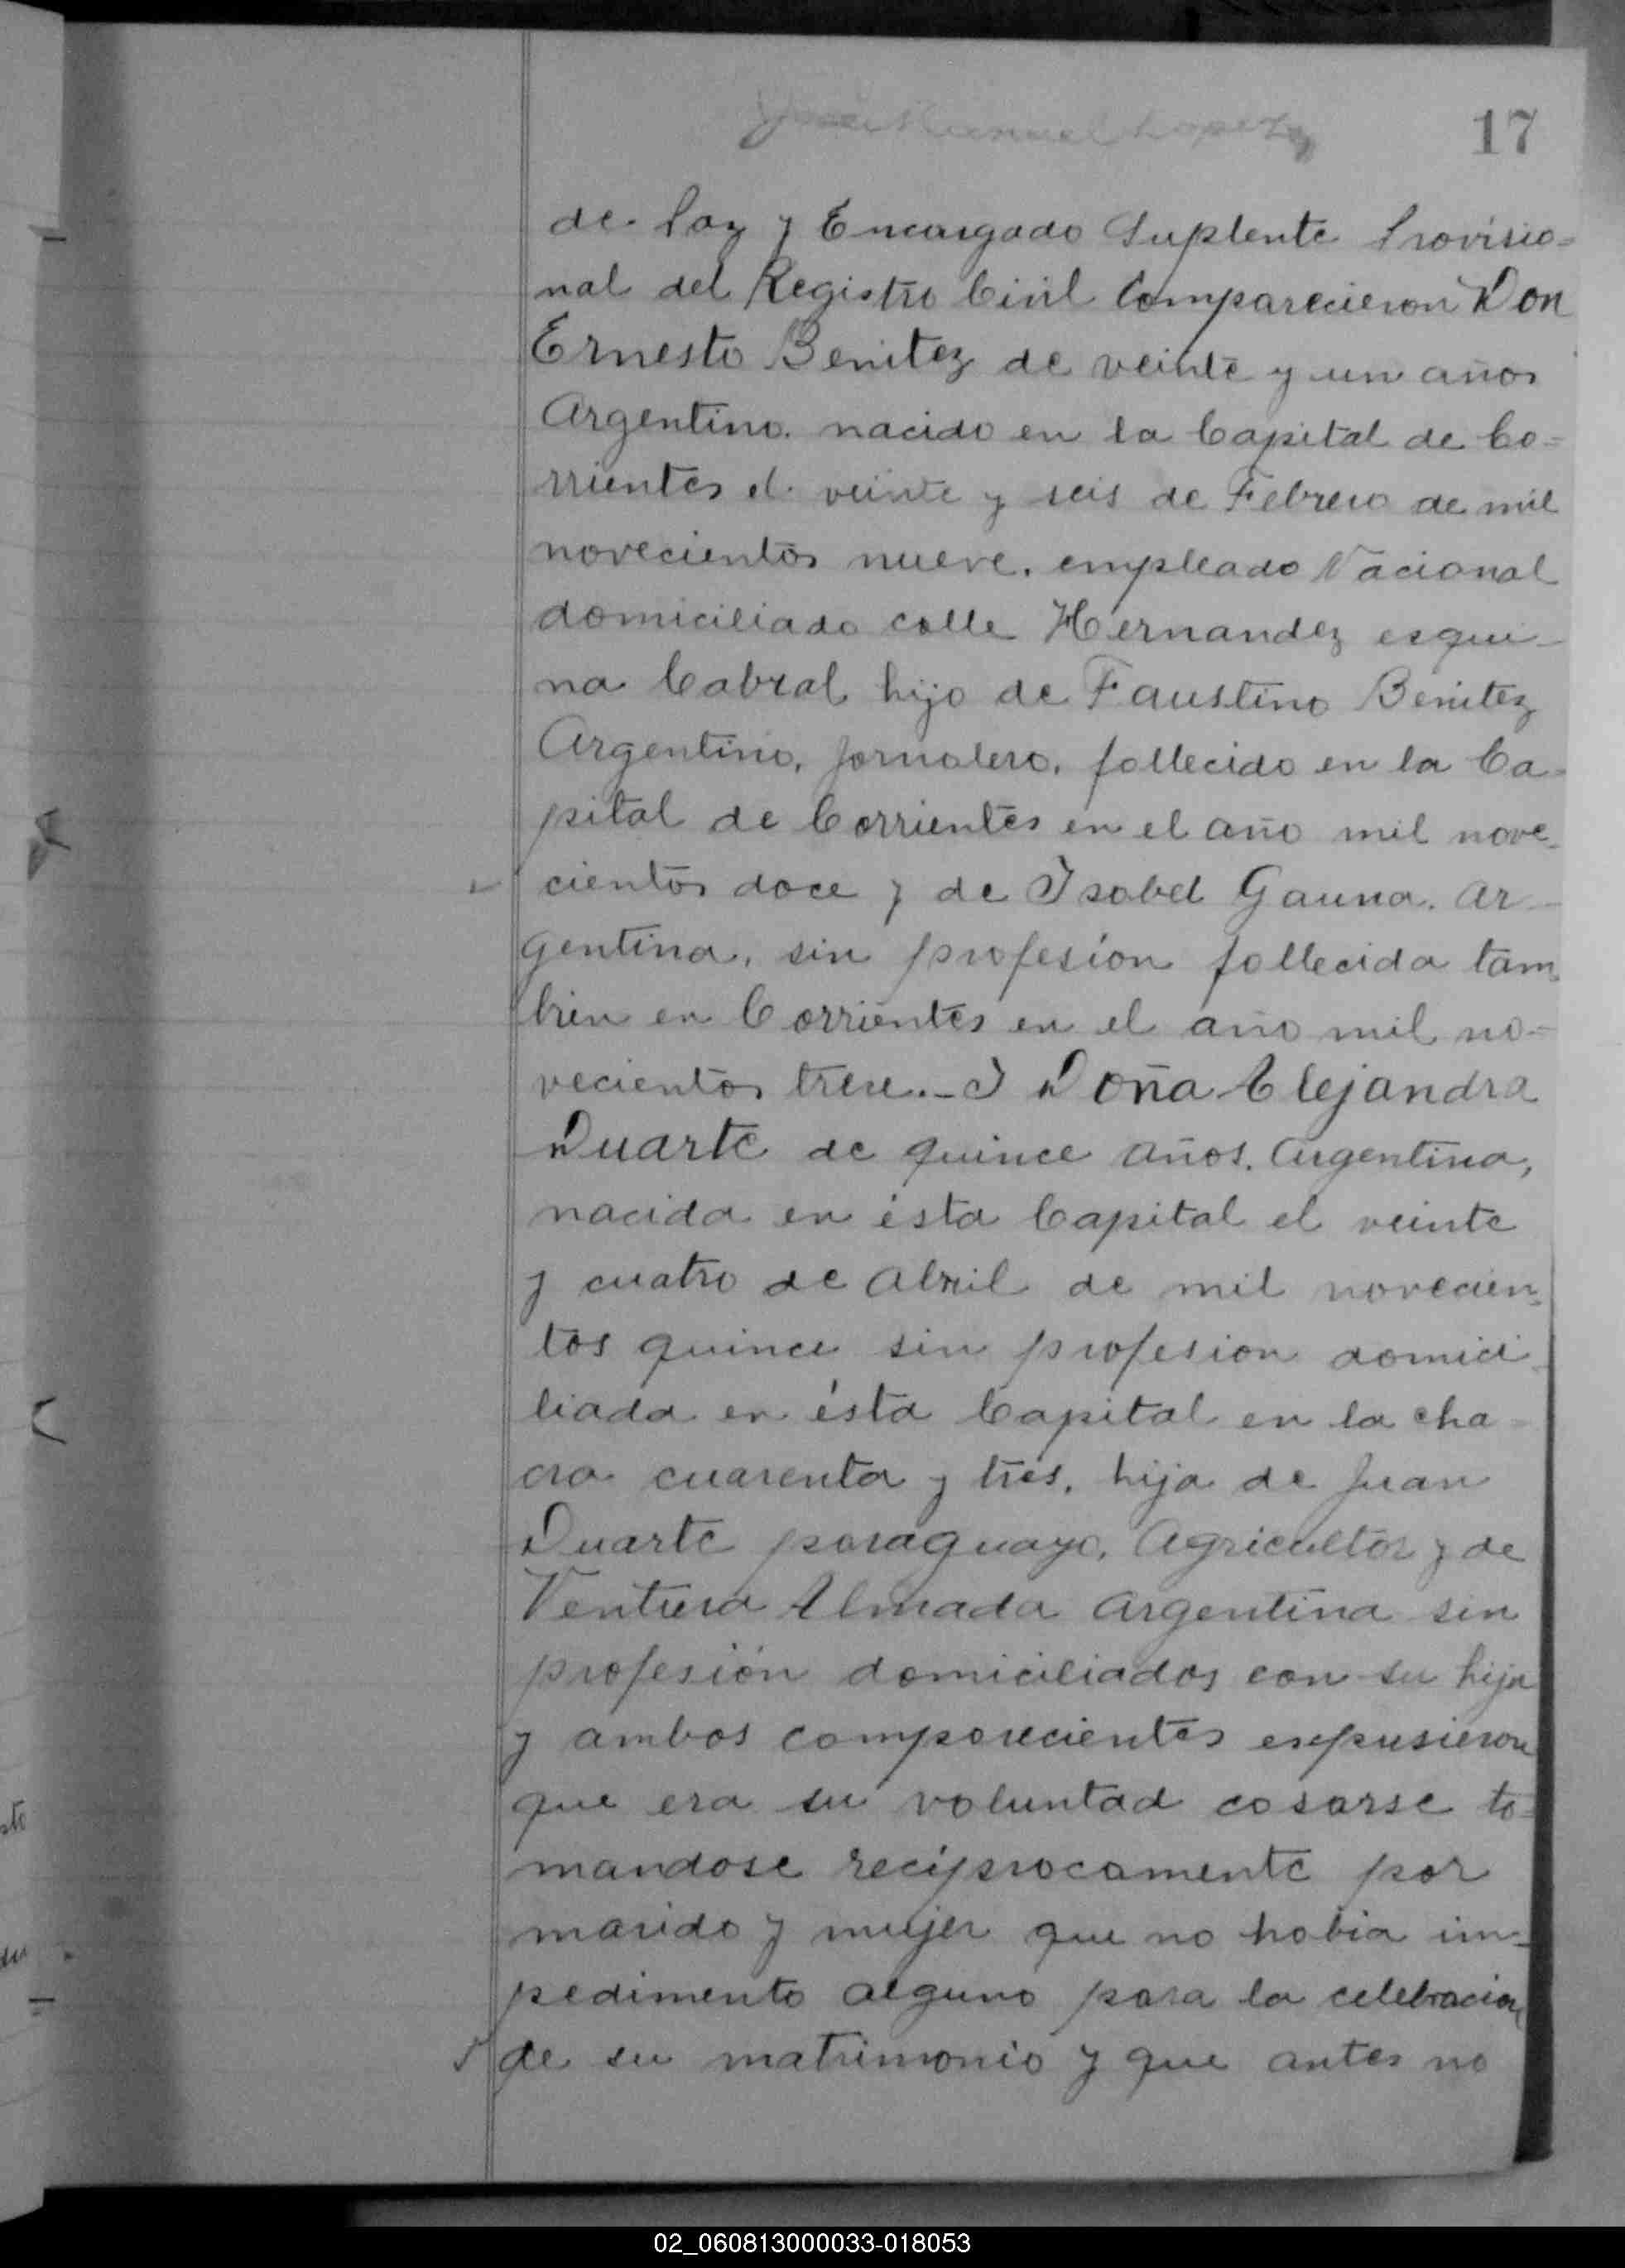 17
de Paz y Encargado Suplente Provisio=
nal del Registro Civil Comparecieron Don
Ernesto Benitez de veinte y un años
Argentino. nacido en la Capital de Co=
rrientes el veinte y seis de Febrero de mil
novecientos nueve. empleado Nacional
domiciliado calle Hernandez esqui-
na Cabral hijo de Faustino Benitez
Argentino, jornalero, fallecido en la Ca-
pital de Corrientes en el año mil nove-
cientos doce y de Isabel Gauna. Ar-
gentina, sin profesión fallecida tam-
bien en Corrientes en el año mil no-
vecientos trece.- I Doña Alejandra
Duarte de quince años. Argentina,
nacida en ésta Capital el veinte
y cuatro de Abril de mil novecien-
tos quince sin profesion domici-
liada en ésta Capital en la cha-
cra cuarenta y tres, hija de Juan
Duarte paraguayo, Agricultor y de
Ventura Almada Argentina sin
profesión domiciliados con su hija
y ambos comparecientes expusieron
que era su voluntad casarse to-
mandose recíprocamente por
marido y mujer que no habia im-
pedimento alguno para la celebracion
de su matrimonio y que antes no
02_060813000033-018053